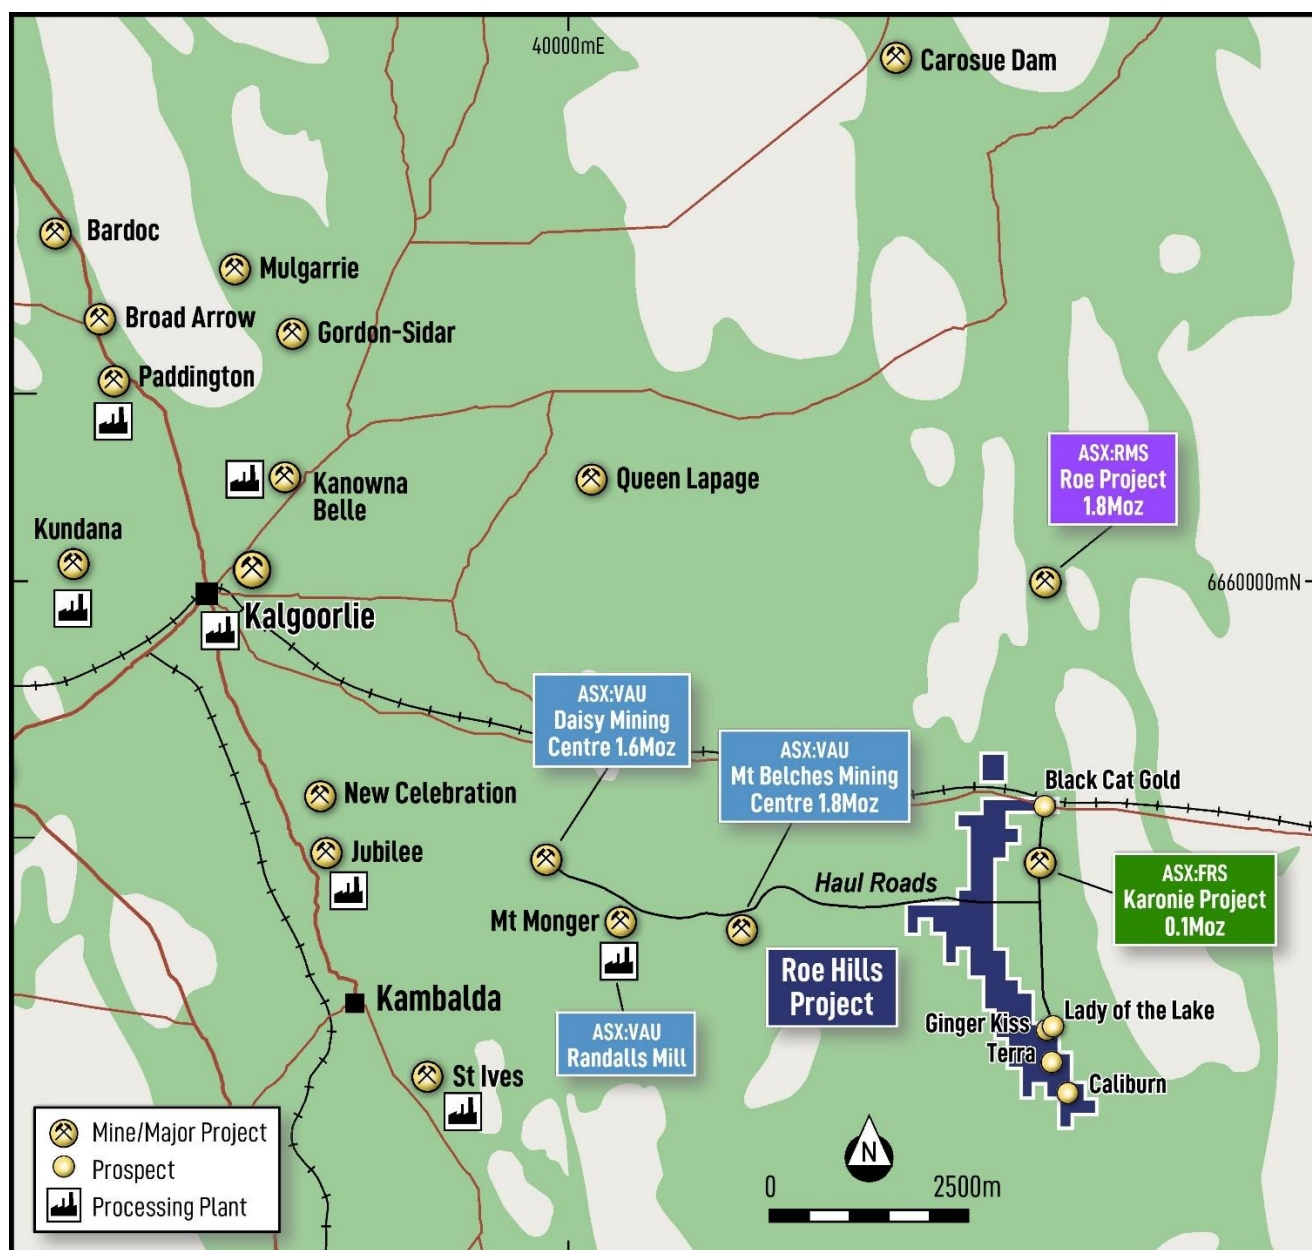 40000mE
Carosue Dam
Bardoc
Mulgarrie
Broad Arrow
Gordon-Sidar
Paddington
Kanowna
Belle
Queen Lapage
ASX:RMS
Roe Project
1.8Moz
Kundana
6660000mN
Kalgoorlie
ASX:VAU
Daisy Mining
Centre 1.6Moz
ASX:VAU
Mt Belches Mining
Centre 1.8Moz
Black Cat Gold
New Celebration
Jubilee
Haul Roads
ASX:FRS
Karonie Project
0.1Moz
Mt Monger
Roe Hills
Project
Kambalda
Lady of the Lake
Ginger Kiss
Terra
Caliburn
ASX:VAU
Randalls Mill
St Ives
Mine/Major Project
Prospect
Processing Plant
N
0 2500m